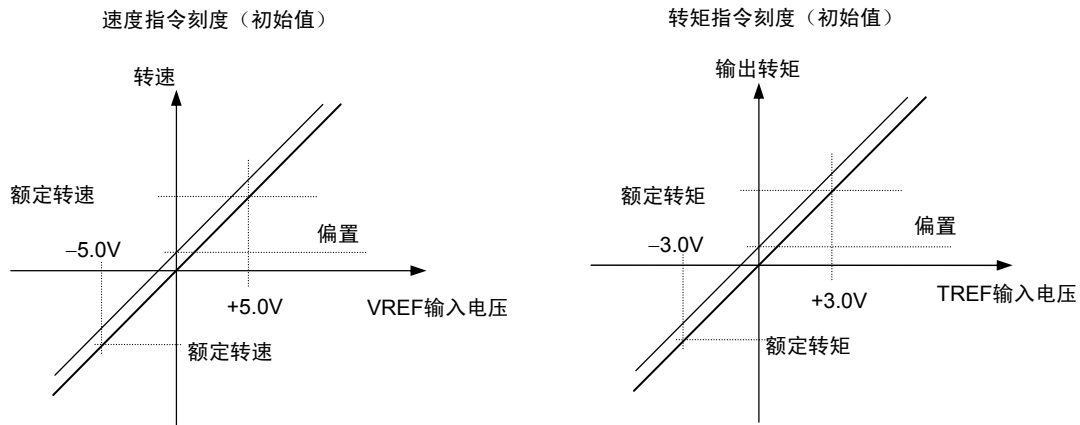 速度指令刻度（初始值）
转速
额定转速
偏置
–5.0V
+5.0V
VREF输入电压
额定转速
转矩指令刻度（初始值）
输出转矩
额定转矩
偏置
–3.0V
+3.0V
TREF输入电压
额定转矩